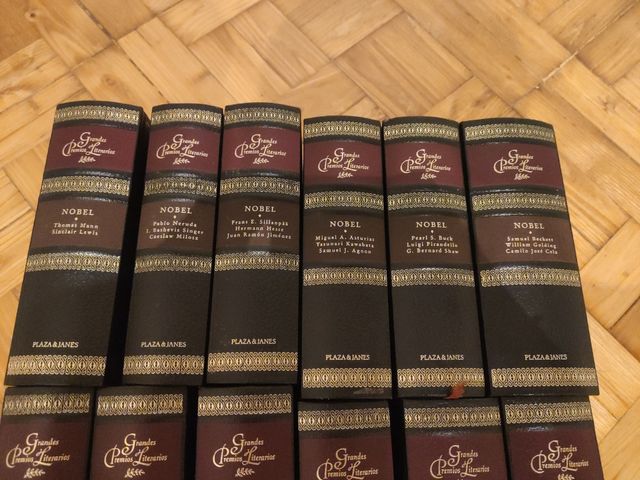 Grandes
Premios Literarios
NOBEL
Thomas Mann
Sinclair Lewis
PLAZA & JANES
Grandes
Premios Literarios
NOBEL
Pablo Neruda
I. Bashevis Singer
Czeslaw Milosz
PLAZA & JANES
Grandes
Premios Literarios
NOBEL
Frans E. Sillanpää
Hermann Hesse
Juan Ramón Jiménez
PLAZA & JANES
Grandes
Premios Literarios
NOBEL
Miguel A. Asturias
Yasunari Kawabata
Samuel J. Agnon
PLAZA & JANES
Grandes
Premios Literarios
NOBEL
Pearl S. Buck
Luigi Pirandello
G. Bernard Shaw
PLAZA & JANES
Grandes
Premios Literarios
NOBEL
Samuel Beckett
William Golding
Camilo José Cela
PLAZA & JANES
Grandes
Premios Literarios
Grandes
Premios Literarios
Grandes
Premios Literarios
Grandes
Premios Literarios
Grandes
Premios Literarios
Grandes
Premios Literarios